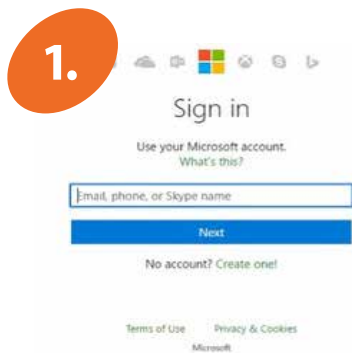 1.
Sign in
Use your Microsoft account.
What's this?
Email, phone, or Skype name
Next
No account? Create one!
Terms of Use Privacy & Cookies
Microsoft